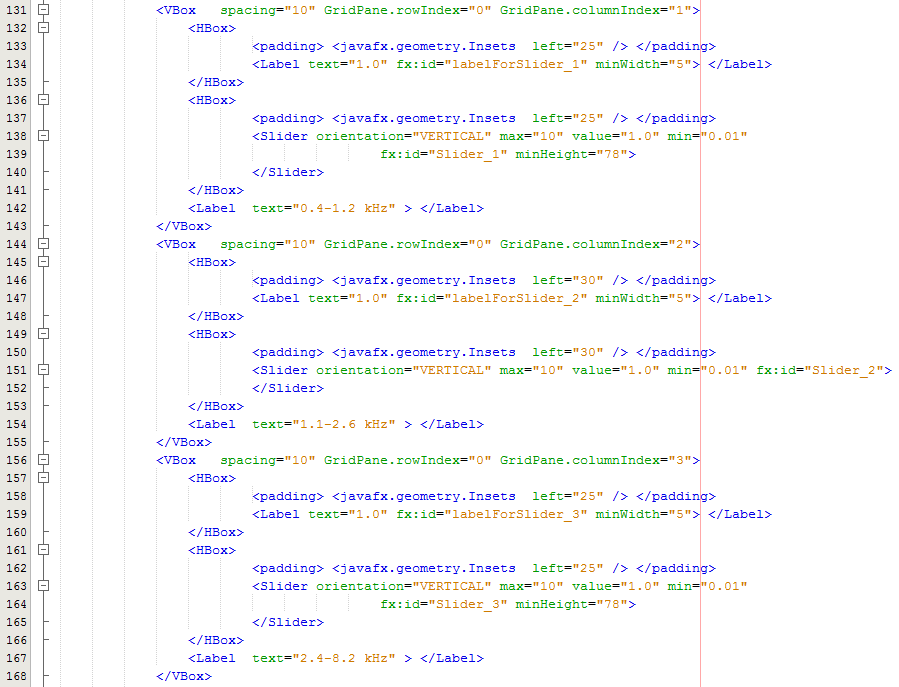 131 <VBox   spacing="10" GridPane.rowIndex="0" GridPane.columnIndex="1">
132     <HBox>
133             <padding> <javafx.geometry.Insets  left="25" /> </padding>
134             <Label text="1.0" fx:id="labelForSlider_1" minWidth="5"> </Label>
135     </HBox>
136     <HBox>
137             <padding> <javafx.geometry.Insets  left="25" /> </padding>
138             <Slider orientation="VERTICAL" max="10" value="1.0" min="0.01"
139                             fx:id="Slider_1" minHeight="78">
140             </Slider>
141     </HBox>
142     <Label  text="0.4-1.2 kHz" > </Label>
143 </VBox>
144 <VBox   spacing="10" GridPane.rowIndex="0" GridPane.columnIndex="2">
145     <HBox>
146             <padding> <javafx.geometry.Insets  left="30" /> </padding>
147             <Label text="1.0" fx:id="labelForSlider_2" minWidth="5"> </Label>
148     </HBox>
149     <HBox>
150             <padding> <javafx.geometry.Insets  left="30" /> </padding>
151             <Slider orientation="VERTICAL" max="10" value="1.0" min="0.01" fx:id="Slider_2">
152             </Slider>
153     </HBox>
154     <Label  text="1.1-2.6 kHz" > </Label>
155 </VBox>
156 <VBox   spacing="10" GridPane.rowIndex="0" GridPane.columnIndex="3">
157     <HBox>
158             <padding> <javafx.geometry.Insets  left="25" /> </padding>
159             <Label text="1.0" fx:id="labelForSlider_3" minWidth="5"> </Label>
160     </HBox>
161     <HBox>
162             <padding> <javafx.geometry.Insets  left="25" /> </padding>
163             <Slider orientation="VERTICAL" max="10" value="1.0" min="0.01"
164                             fx:id="Slider_3" minHeight="78">
165             </Slider>
166     </HBox>
167     <Label  text="2.4-8.2 kHz" > </Label>
168 </VBox>